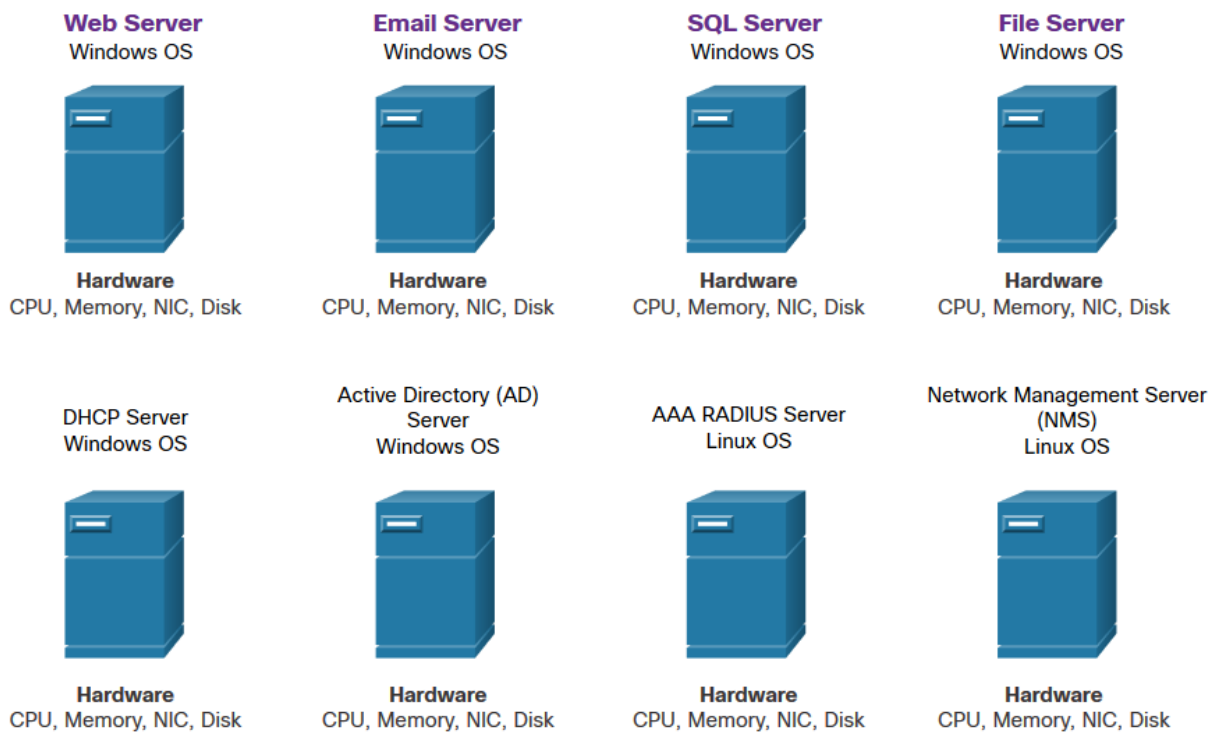 Web Server
Windows OS
Email Server
Windows OS
SQL Server
Windows OS
File Server
Windows OS
Hardware
CPU, Memory, NIC, Disk
Hardware
CPU, Memory, NIC, Disk
Hardware
CPU, Memory, NIC, Disk
Hardware
CPU, Memory, NIC, Disk
DHCP Server
Windows OS
Active Directory (AD)
Server
Windows OS
AAA RADIUS Server
Linux OS
Network Management Server
(NMS)
Linux OS
Hardware
CPU, Memory, NIC, Disk
Hardware
CPU, Memory, NIC, Disk
Hardware
CPU, Memory, NIC, Disk
Hardware
CPU, Memory, NIC, Disk